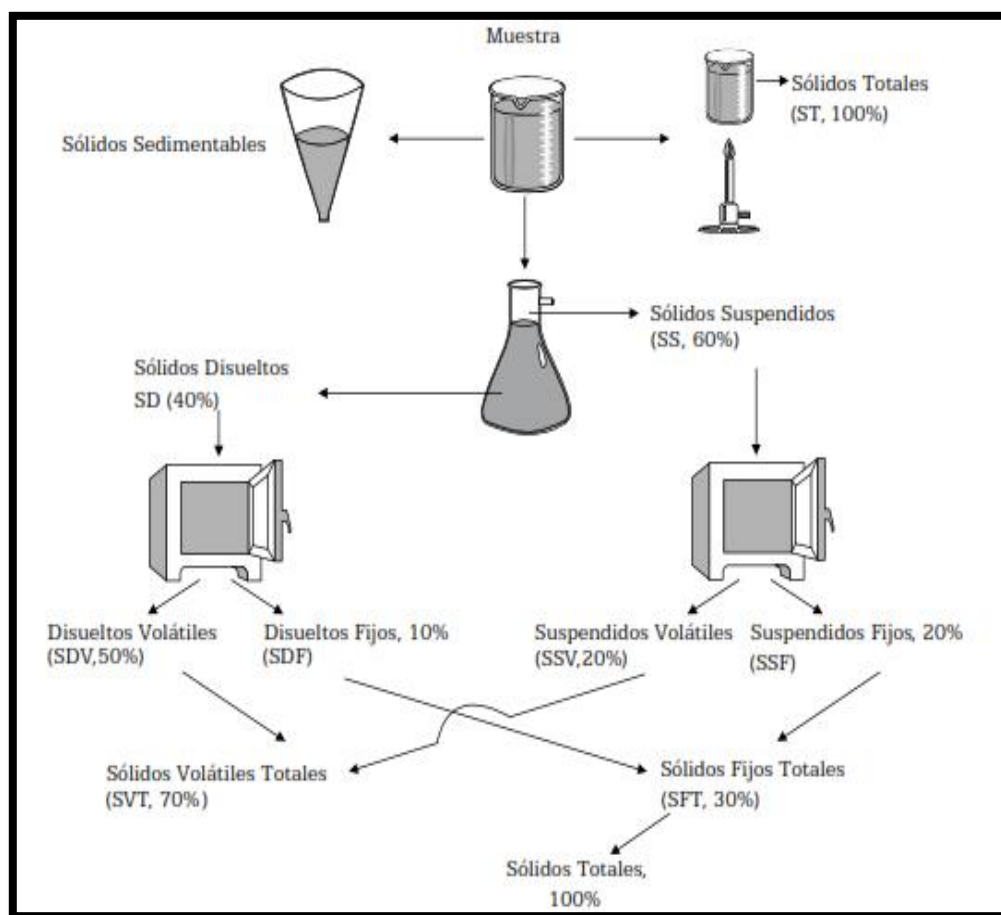 Muestra
Sólidos Totales
(ST, 100%)
Sólidos Sedimentables
Sólidos Suspendidos
(SS, 60%)
Sólidos Disueltos
SD (40%)
Disueltos Volátiles
(SDV,50%)
Disueltos Fijos, 10%
(SDF)
Suspendidos Volátiles
(SSV,20%)
Suspendidos Fijos, 20%
(SSF)
Sólidos Volátiles Totales
(SVT, 70%)
Sólidos Fijos Totales
(SFT, 30%)
Sólidos Totales,
100%